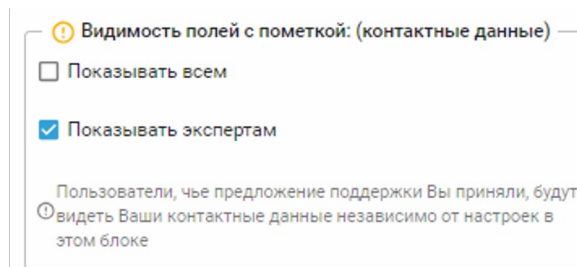 Видимость полей с пометкой: (контактные данные)
Показывать всем
Показывать экспертам
Пользователи, чье предложение поддержки Вы приняли, будут
видеть Ваши контактные данные независимо от настроек в
этом блоке